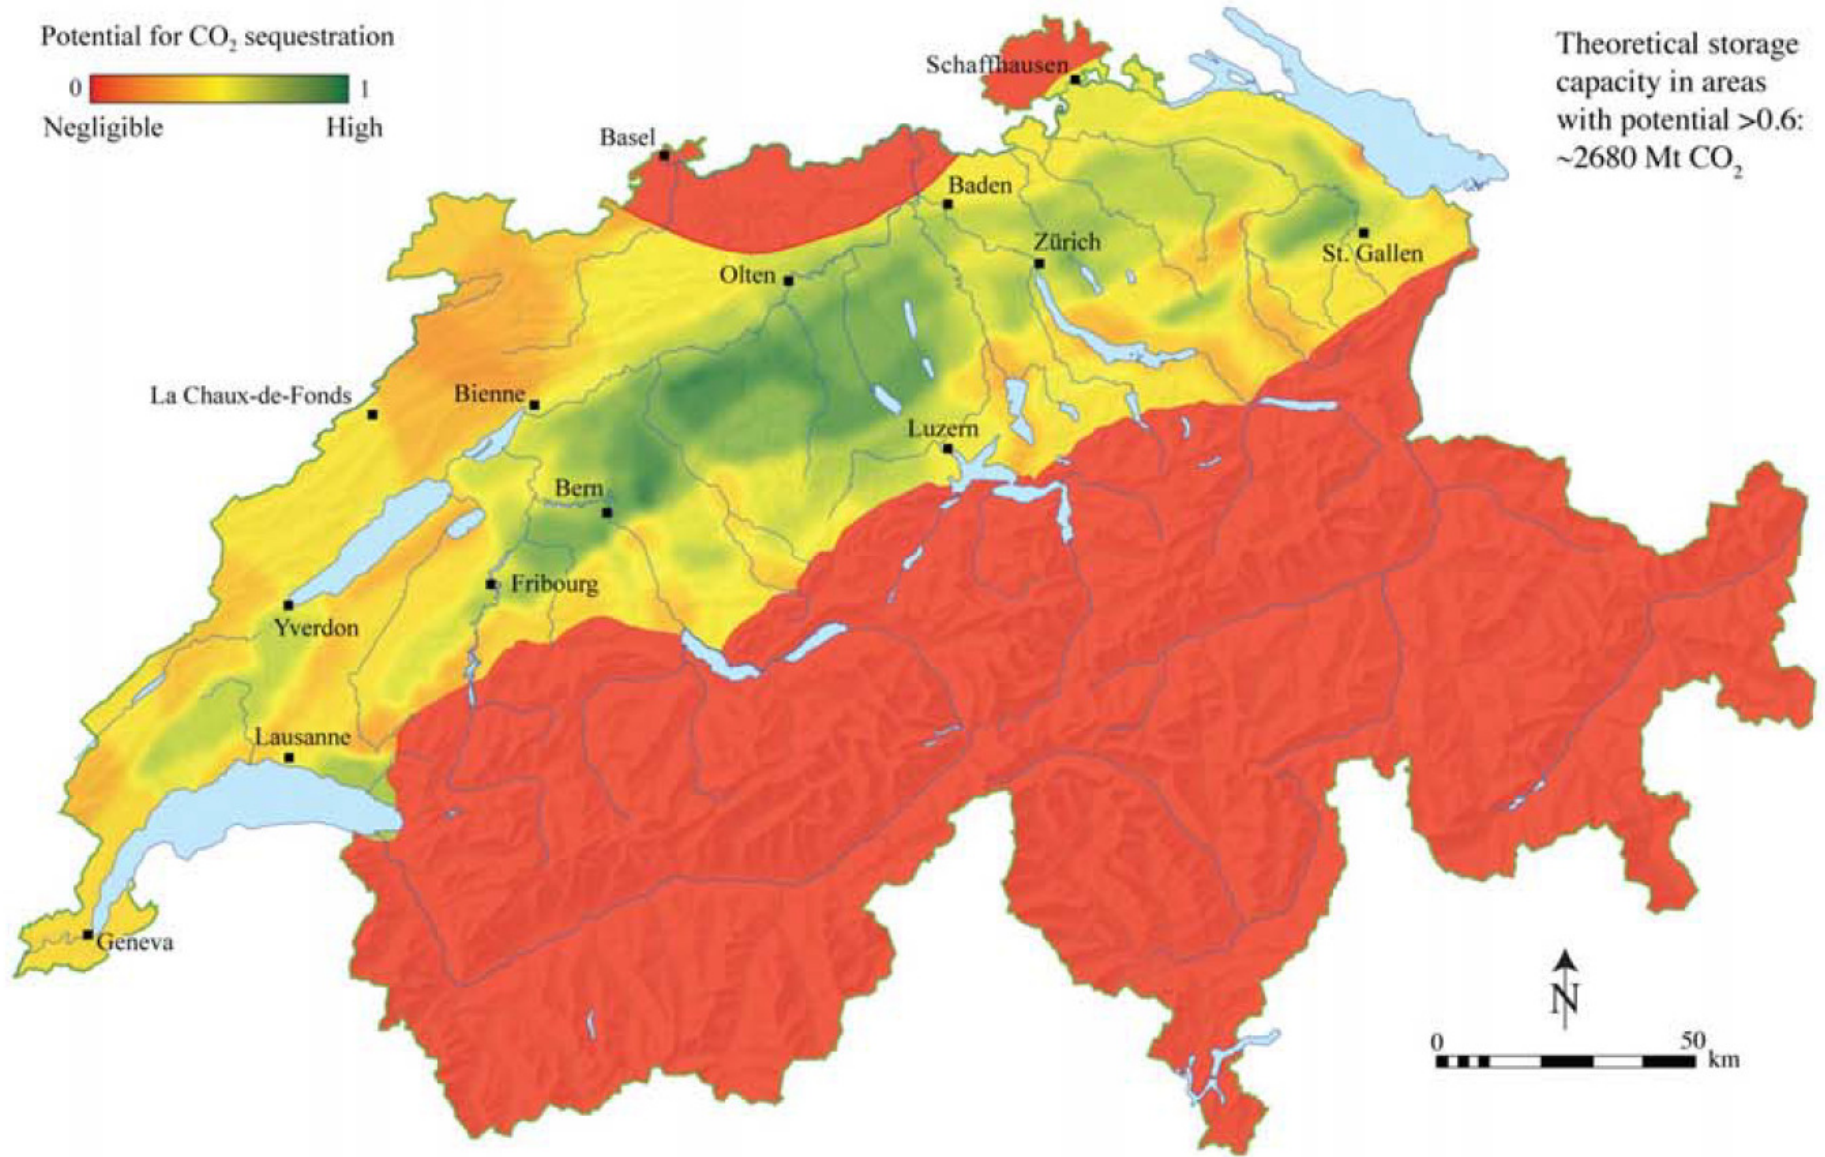 Potential for CO₂ sequestration
0 1
Negligible High
Theoretical storage
capacity in areas
with potential >0.6:
~2680 Mt CO₂
Schaffhausen
Basel
Baden
Zürich
St. Gallen
Olten
La Chaux-de-Fonds
Bienne
Luzern
Bern
Fribourg
Yverdon
Lausanne
Geneva
N
0 50
km